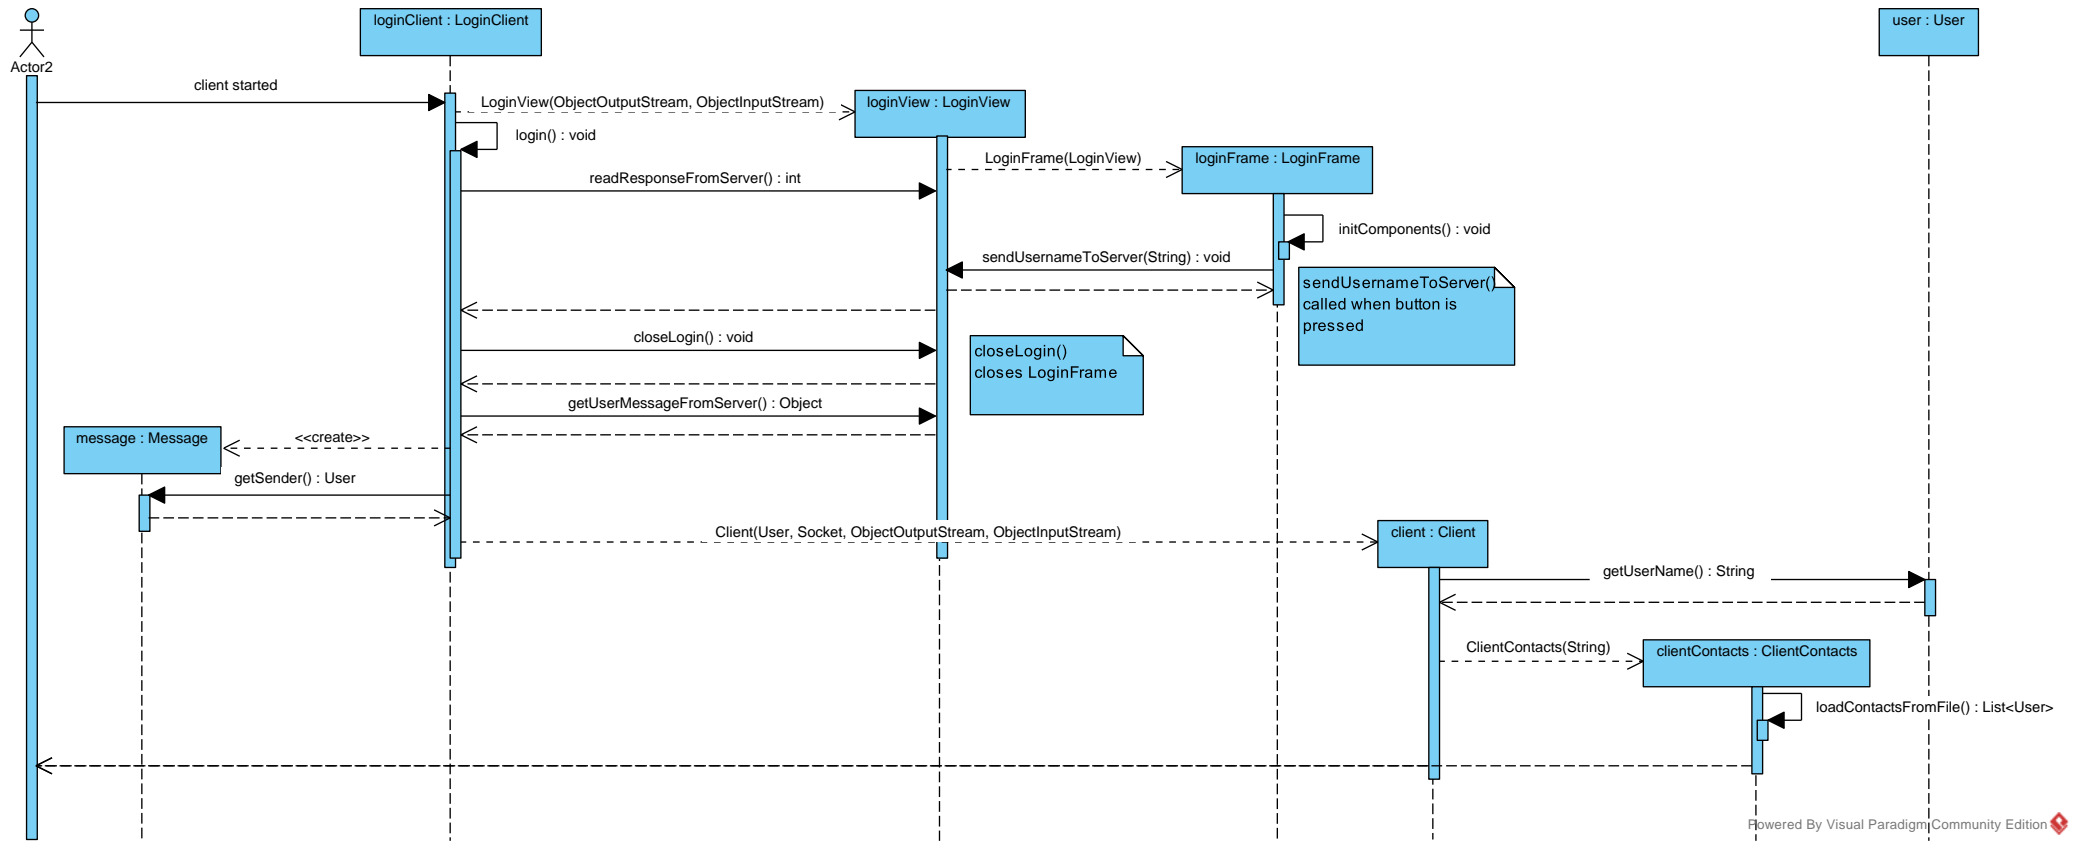 loginClient : LoginClient
user : User
Actor2
client started
LoginView(ObjectOutputStream, ObjectInputStream)
loginView : LoginView
login() : void
LoginFrame(LoginView)
loginFrame : LoginFrame
readResponseFromServer() : int
initComponents() : void
sendUsernameToServer(String) : void
sendUsernameToServer()
called when button is
pressed
closeLogin() : void
closeLogin()
closes LoginFrame
getUserMessageFromServer() : Object
message : Message
<<create>>
getSender() : User
Client(User, Socket, ObjectOutputStream, ObjectInputStream)
client : Client
getUserName() : String
ClientContacts(String)
clientContacts : ClientContacts
loadContactsFromFile() : List<User>
Powered By Visual Paradigm Community Edition